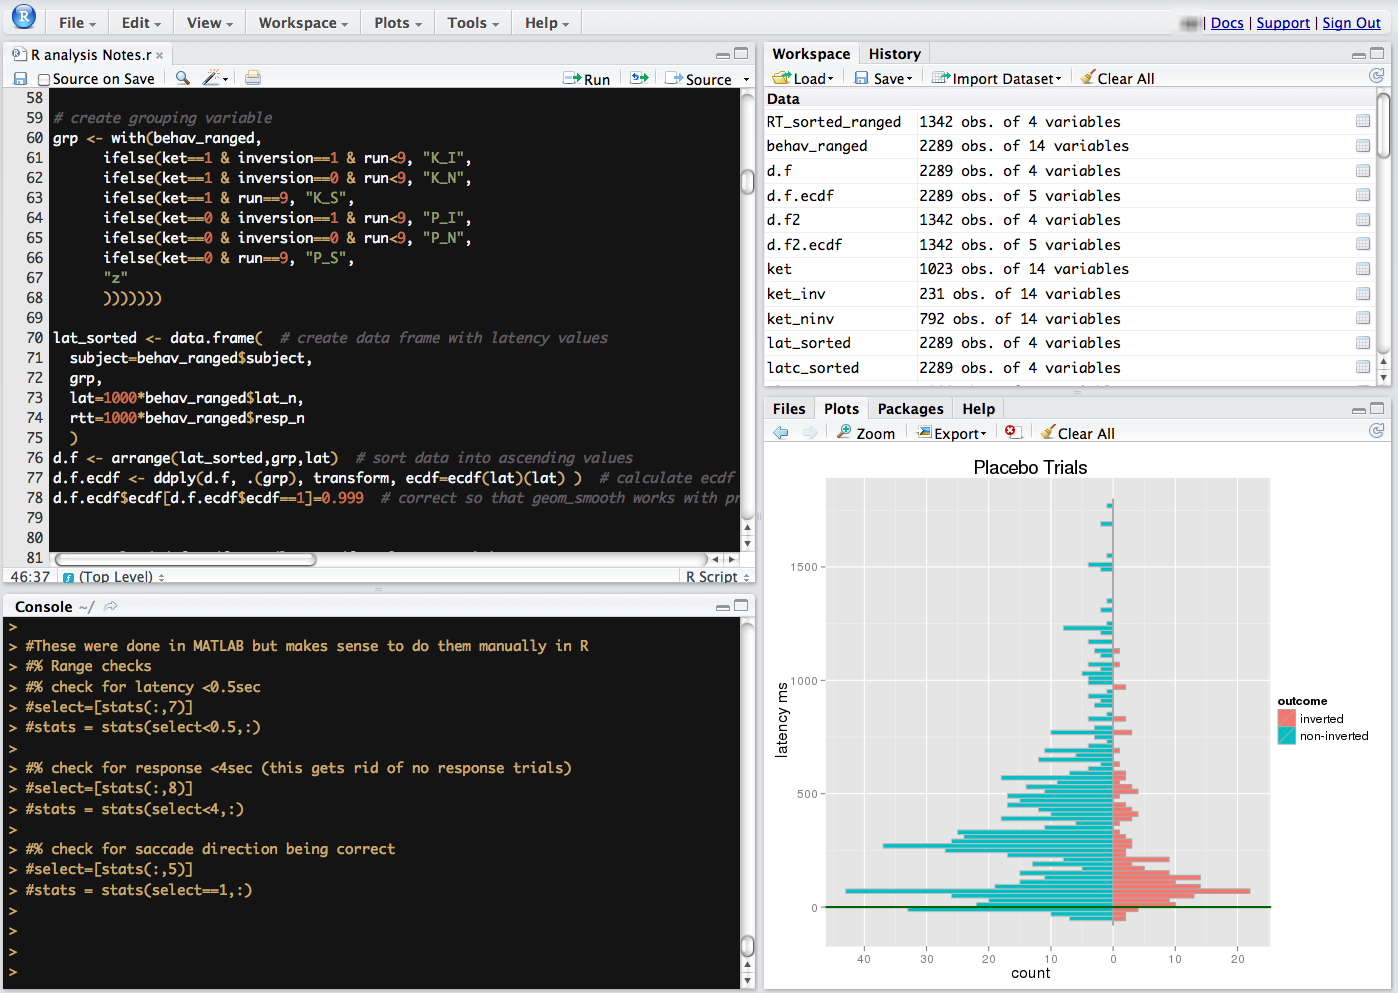 R File Edit View Workspace Plots Tools Help | Docs | Support | Sign Out
R analysis Notes.r
Source on Save Run Source
58
59 # create grouping variable
60 grp <- with(behav_ranged,
61 ifelse(ket==1 & inversion==1 & run<9, "K_I",
62 ifelse(ket==1 & inversion==0 & run<9, "K_N",
63 ifelse(ket==1 & run==9, "K_S",
64 ifelse(ket==0 & inversion==1 & run<9, "P_I",
65 ifelse(ket==0 & inversion==0 & run<9, "P_N",
66 ifelse(ket==0 & run==9, "P_S",
67 "z"
68 )))))))
69
70 lat_sorted <- data.frame( # create data frame with latency values
71 subject=behav_ranged$subject,
72 grp,
73 lat=1000*behav_ranged$lat_n,
74 rtt=1000*behav_ranged$resp_n
75 )
76 d.f <- arrange(lat_sorted,grp,lat) # sort data into ascending values
77 d.f.ecdf <- ddply(d.f, .(grp), transform, ecdf=ecdf(lat)(lat) ) # calculate ecdf
78 d.f.ecdf$ecdf[d.f.ecdf$ecdf==1]=0.999 # correct so that geom_smooth works with pr
79
80
81
46:37 (Top Level) R Script
Console ~/
>
> #These were done in MATLAB but makes sense to do them manually in R
> #% Range checks
> #% check for latency <0.5sec
> #select=[stats(:,7)]
> #stats = stats(select<0.5,:)
>
> #% check for response <4sec (this gets rid of no response trials)
> #select=[stats(:,8)]
> #stats = stats(select<4,:)
>
> #% check for saccade direction being correct
> #select=[stats(:,5)]
> #stats = stats(select==1,:)
>
>
>
>
Workspace History
Load Save Import Dataset Clear All
Data
RT_sorted_ranged 1342 obs. of 4 variables
behav_ranged 2289 obs. of 14 variables
d.f 2289 obs. of 4 variables
d.f.ecdf 2289 obs. of 5 variables
d.f2 1342 obs. of 4 variables
d.f2.ecdf 1342 obs. of 5 variables
ket 1023 obs. of 14 variables
ket_inv 231 obs. of 14 variables
ket_ninv 792 obs. of 14 variables
lat_sorted 2289 obs. of 4 variables
latc_sorted 2289 obs. of 4 variables
Files Plots Packages Help
Zoom Export Clear All
Placebo Trials
latency ms
1500
1000
500
0
40 30 20 10 0 10 20
count
outcome
inverted
non-inverted